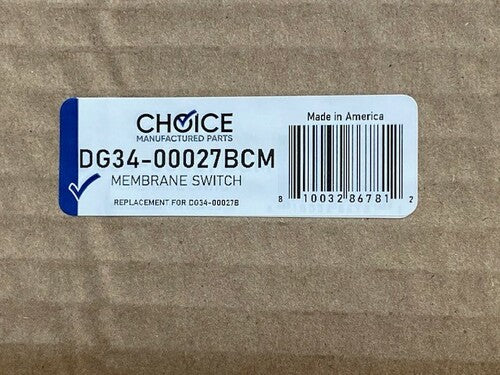 CHOICE
MANUFACTURED PARTS
DG34-00027BCM
MEMBRANE SWITCH
REPLACEMENT FOR DG34-00027B
Made in America
8 10032 86781 2